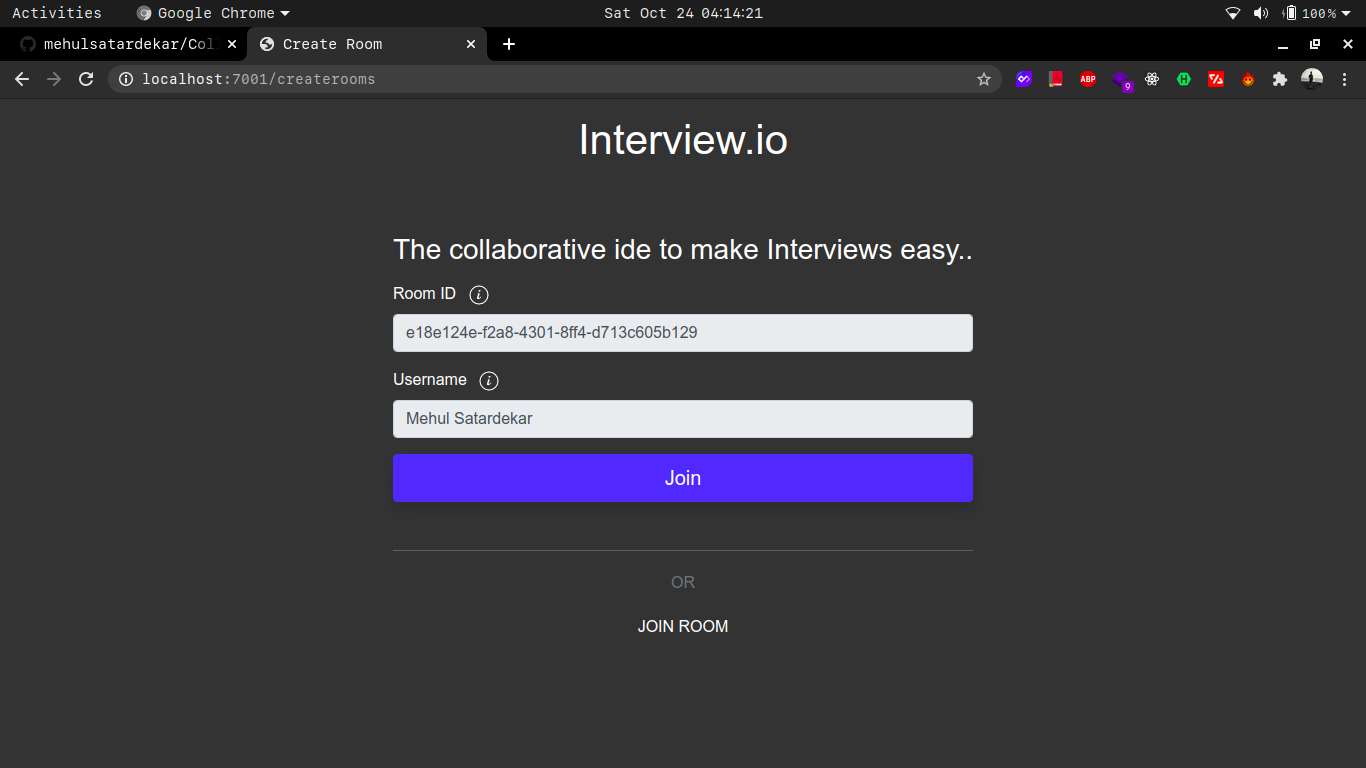 Activities Google Chrome Sat Oct 24 04:14:21 100%
mehulsatardekar/Col Create Room
localhost:7001/createrooms ABP 9
Interview.io
The collaborative ide to make Interviews easy..
Room ID i
e18e124e-f2a8-4301-8ff4-d713c605b129
Username i
Mehul Satardekar
Join
OR
JOIN ROOM